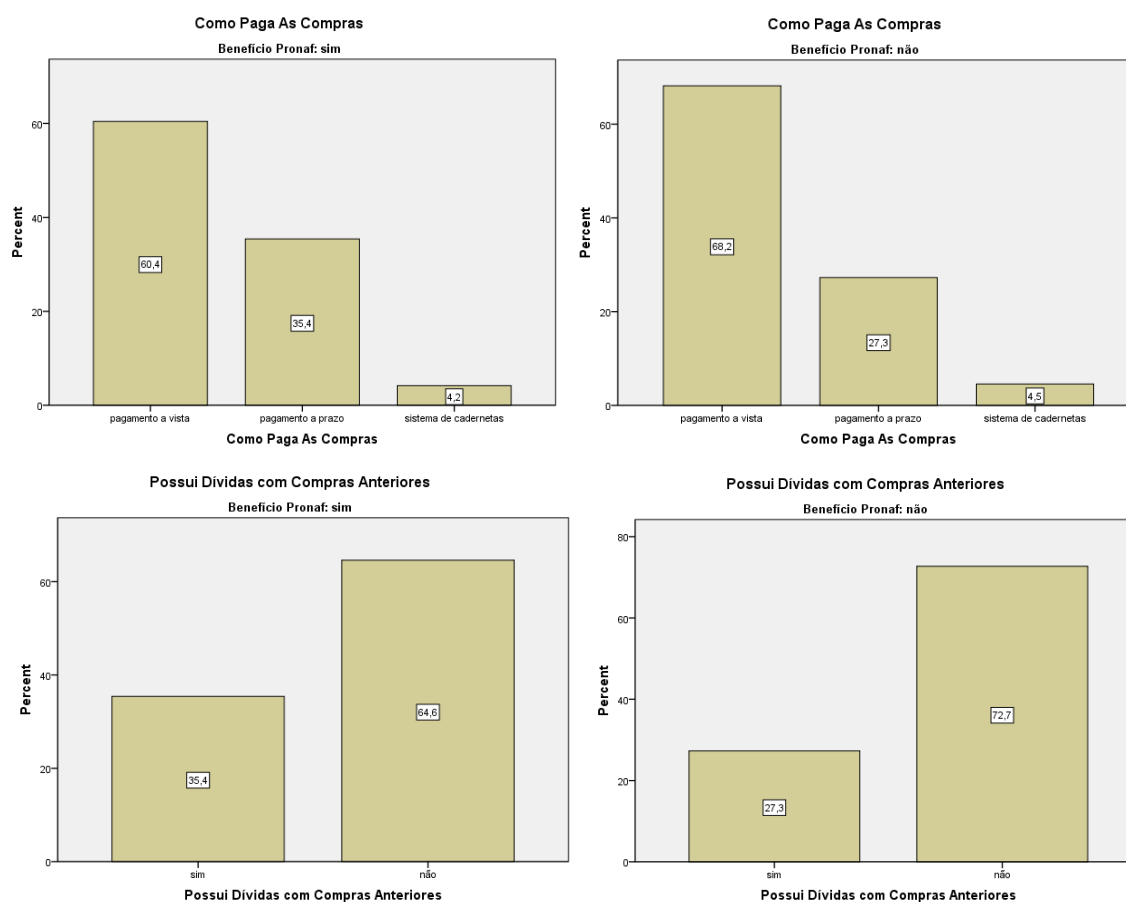 Como Paga As Compras
Benefício Pronaf: sim
Percent
60
40
20
0
60,4
35,4
4,2
pagamento a vista
pagamento a prazo
sistema de cadernetas
Como Paga As Compras
Como Paga As Compras
Benefício Pronaf: não
Percent
60
40
20
0
68,2
27,3
4,5
pagamento a vista
pagamento a prazo
sistema de cadernetas
Como Paga As Compras
Possui Dívidas com Compras Anteriores
Benefício Pronaf: sim
Percent
60
40
20
0
35,4
64,6
sim
não
Possui Dívidas com Compras Anteriores
Possui Dívidas com Compras Anteriores
Benefício Pronaf: não
Percent
80
60
40
20
0
27,3
72,7
sim
não
Possui Dívidas com Compras Anteriores